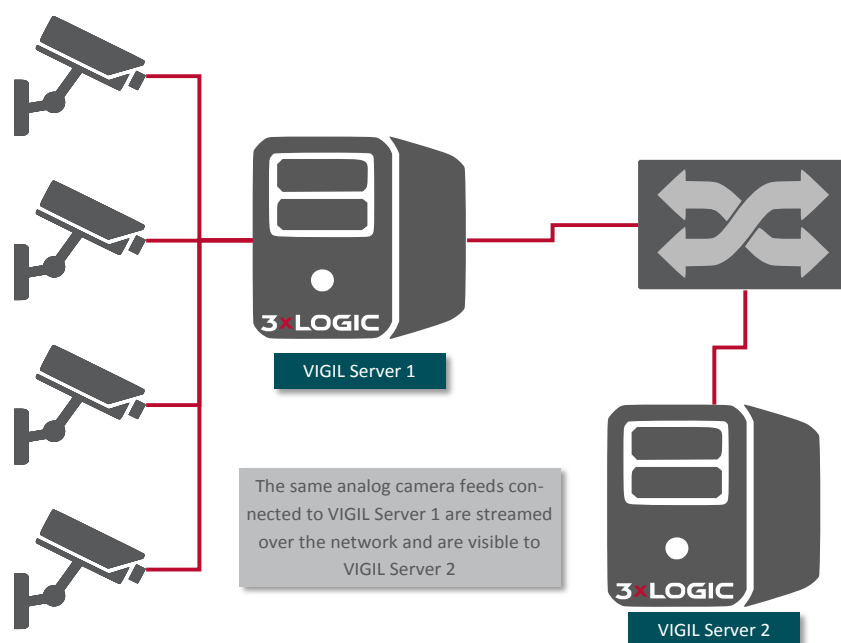 3xLOGIC
VIGIL Server 1
The same analog camera feeds con-
nected to VIGIL Server 1 are streamed
over the network and are visible to
VIGIL Server 2
3xLOGIC
VIGIL Server 2